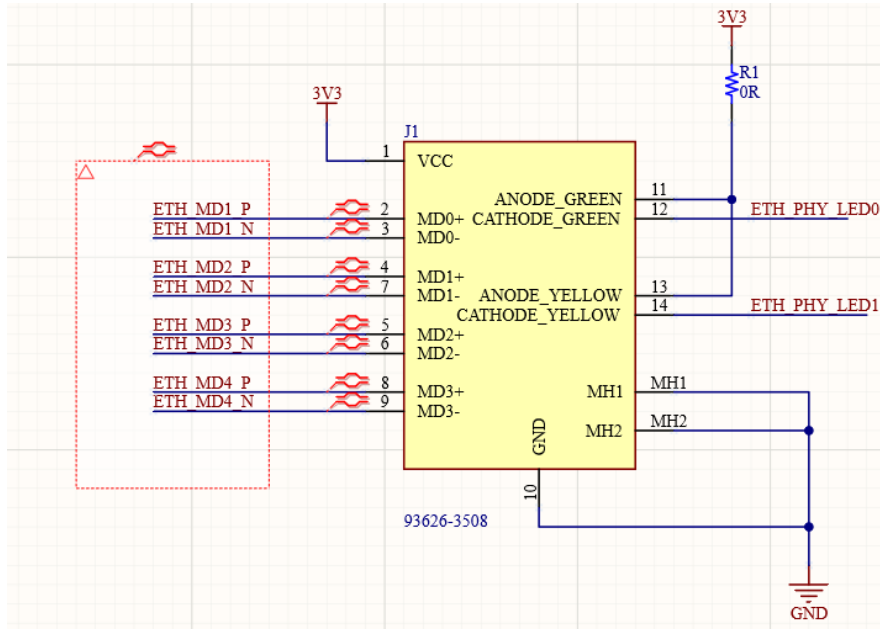 3V3
R1
0R
3V3
J1
1
VCC
ETH_MD1_P
2
MD0+
ETH_MD1_N
3
MD0-
ETH_MD2_P
4
MD1+
ETH_MD2_N
7
MD1-
ETH_MD3_P
5
MD2+
ETH_MD3_N
6
MD2-
ETH_MD4_P
8
MD3+
ETH_MD4_N
9
MD3-
ANODE_GREEN
11
CATHODE_GREEN
12
ETH_PHY_LED0
ANODE_YELLOW
13
CATHODE_YELLOW
14
ETH_PHY_LED1
MH1
MH1
MH2
MH2
GND
10
93626-3508
GND